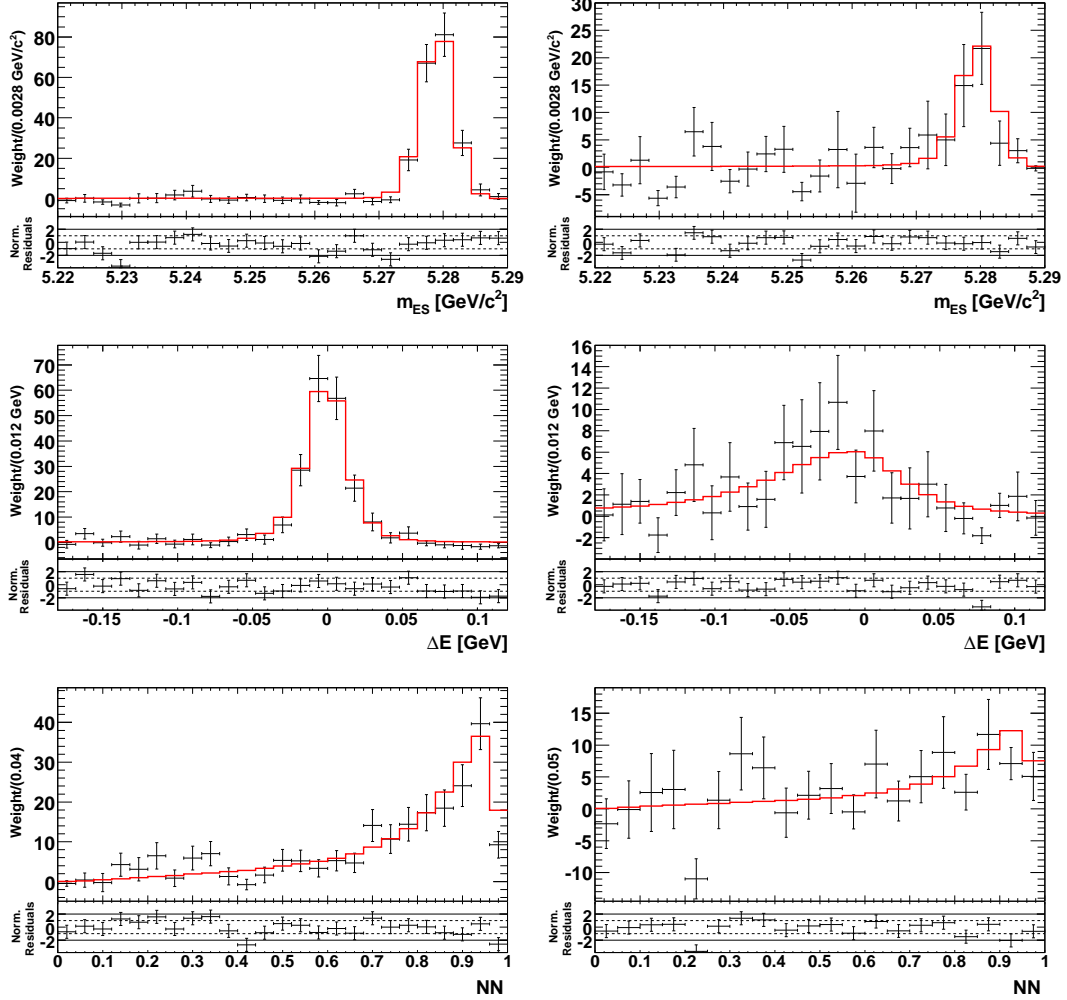 Weight/(0.0028 GeV/c²)
80
60
40
20
0
Norm. Residuals
2
0
-2
5.22 5.23 5.24 5.25 5.26 5.27 5.28 5.29
m_ES [GeV/c²]
Weight/(0.0028 GeV/c²)
30
25
20
15
10
5
0
-5
Norm. Residuals
2
0
-2
5.22 5.23 5.24 5.25 5.26 5.27 5.28 5.29
m_ES [GeV/c²]
Weight/(0.012 GeV)
70
60
50
40
30
20
10
0
Norm. Residuals
2
0
-2
-0.15 -0.1 -0.05 0 0.05 0.1
ΔE [GeV]
Weight/(0.012 GeV)
16
14
12
10
8
6
4
2
0
-2
Norm. Residuals
2
0
-2
-0.15 -0.1 -0.05 0 0.05 0.1
ΔE [GeV]
Weight/(0.04)
40
30
20
10
0
Norm. Residuals
2
0
-2
0 0.1 0.2 0.3 0.4 0.5 0.6 0.7 0.8 0.9 1
NN
Weight/(0.05)
15
10
5
0
-5
-10
Norm. Residuals
2
0
-2
0 0.1 0.2 0.3 0.4 0.5 0.6 0.7 0.8 0.9 1
NN